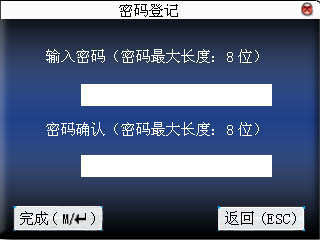 密码登记
输入密码（密码最大长度：8 位）
密码确认（密码最大长度：8 位）
完成( M/↵ )
返回 (ESC)